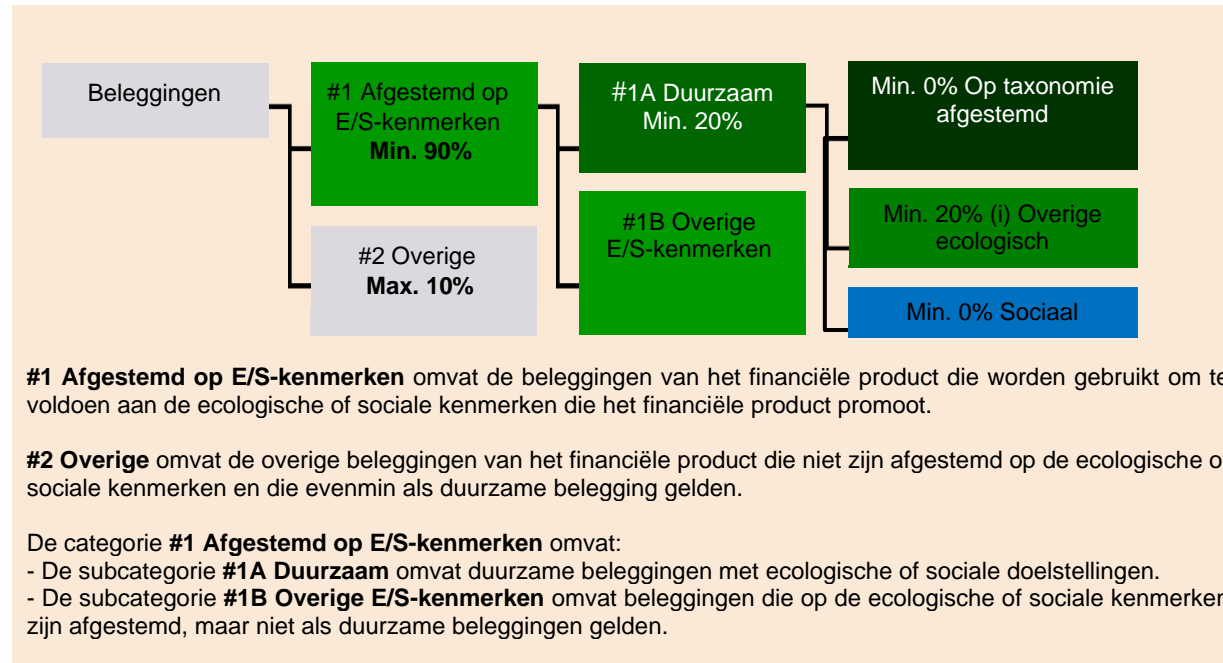 Beleggingen
#1 Afgestemd op
E/S-kenmerken
Min. 90%
#2 Overige
Max. 10%
#1A Duurzaam
Min. 20%
#1B Overige
E/S-kenmerken
Min. 0% Op taxonomie
afgestemd
Min. 20% (i) Overige
ecologisch
Min. 0% Sociaal
#1 Afgestemd op E/S-kenmerken omvat de beleggingen van het financiële product die worden gebruikt om te
voldoen aan de ecologische of sociale kenmerken die het financiële product promoot.
#2 Overige omvat de overige beleggingen van het financiële product die niet zijn afgestemd op de ecologische of
sociale kenmerken en die evenmin als duurzame belegging gelden.
De categorie #1 Afgestemd op E/S-kenmerken omvat:
- De subcategorie #1A Duurzaam omvat duurzame beleggingen met ecologische of sociale doelstellingen.
- De subcategorie #1B Overige E/S-kenmerken omvat beleggingen die op de ecologische of sociale kenmerken
zijn afgestemd, maar niet als duurzame beleggingen gelden.